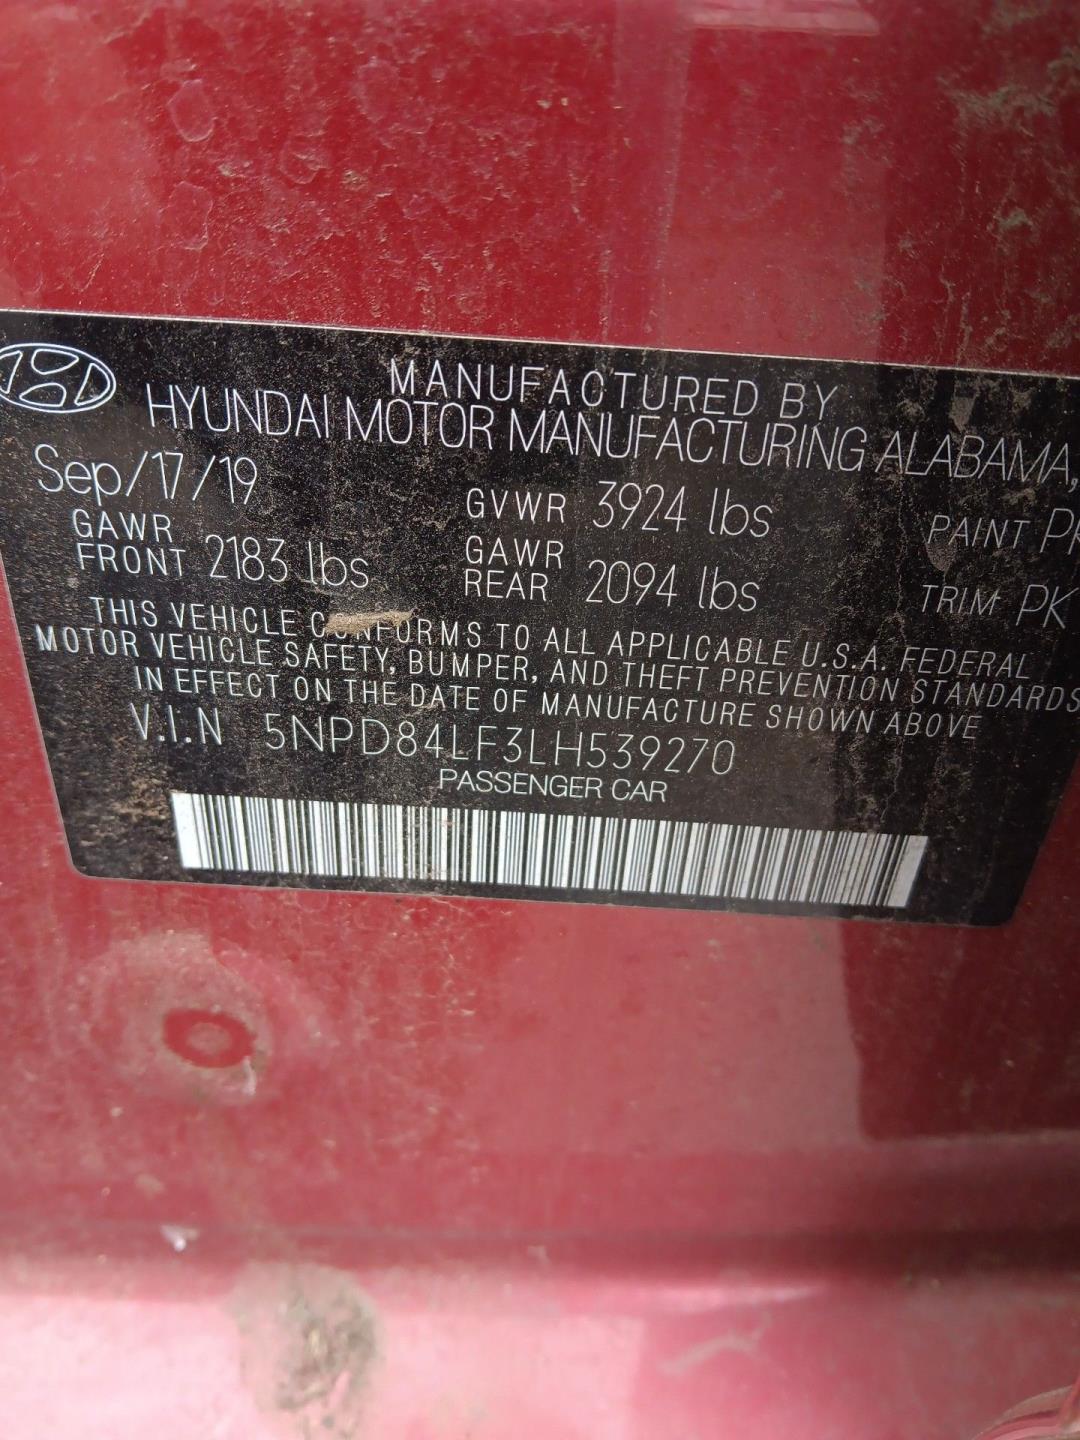 MANUFACTURED BY
HYUNDAI MOTOR MANUFACTURING ALABAMA,
Sep/17/19 GVWR 3924 lbs PAINT
GAWR FRONT 2183 lbs GAWR REAR 2094 lbs TRIM PK
THIS VEHICLE CONFORMS TO ALL APPLICABLE U.S.A. FEDERAL
MOTOR VEHICLE SAFETY, BUMPER, AND THEFT PREVENTION STANDARDS
IN EFFECT ON THE DATE OF MANUFACTURE SHOWN ABOVE
V.I.N 5NPD84LF3LH539270
PASSENGER CAR